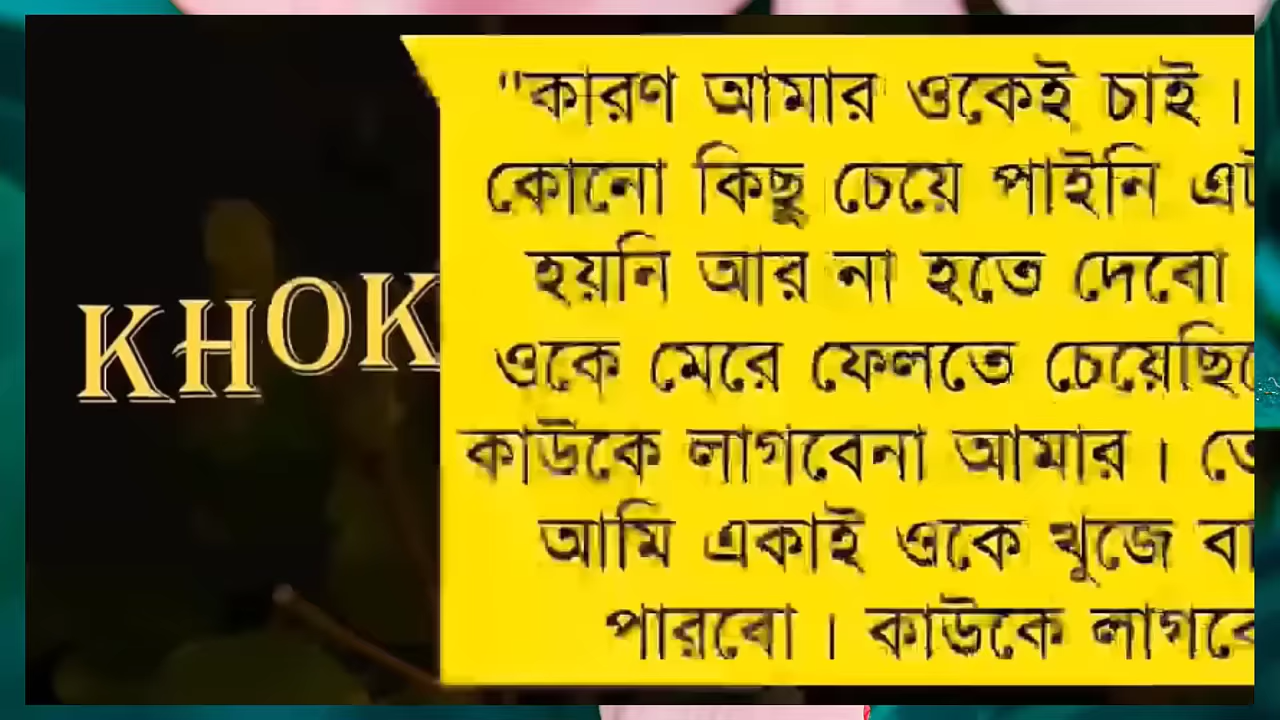 "কারণ আমার ওকেই চাই ।
কোনো কিছু চেয়ে পাইনি
হয়নি আর না হতে দেবো
ওকে মেরে ফেলতে
কাউকে লাগবেনা আমার ।
আমি একাই ওকে খুজে
পারবো । কাউকে
KHOK